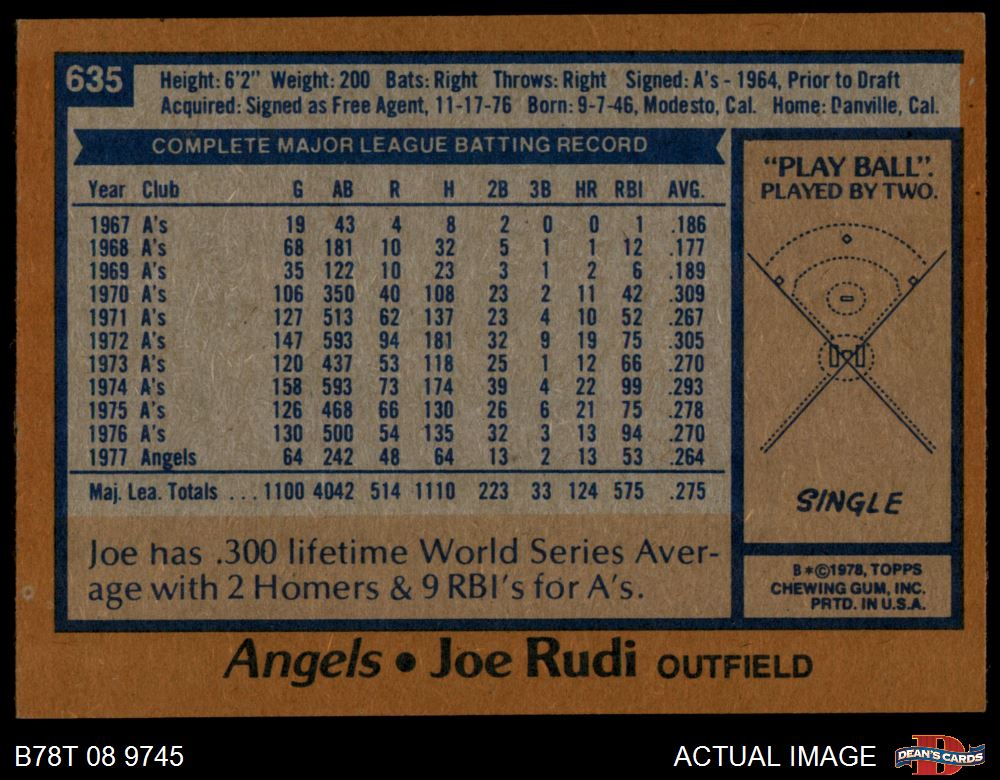 635
Height: 6'2" Weight: 200 Bats: Right Throws: Right Signed: A's - 1964, Prior to Draft
Acquired: Signed as Free Agent, 11-17-76 Born: 9-7-46, Modesto, Cal. Home: Danville, Cal.
COMPLETE MAJOR LEAGUE BATTING RECORD
Year Club G AB R H 2B 3B HR RBI AVG.
1967 A's 19 43 4 8 2 0 0 1 .186
1968 A's 68 181 10 32 5 1 1 12 .177
1969 A's 35 122 10 23 3 1 2 6 .189
1970 A's 106 350 40 108 23 2 11 42 .309
1971 A's 127 513 62 137 23 4 10 52 .267
1972 A's 147 593 94 181 32 9 19 75 .305
1973 A's 120 437 53 118 25 1 12 66 .270
1974 A's 158 593 73 174 39 4 22 99 .293
1975 A's 126 468 66 130 26 6 21 75 .278
1976 A's 130 500 54 135 32 3 13 94 .270
1977 Angels 64 242 48 64 13 2 13 53 .264
Maj. Lea. Totals ... 1100 4042 514 1110 223 33 124 575 .275
Joe has .300 lifetime World Series Aver-
age with 2 Homers & 9 RBI's for A's.
"PLAY BALL".
PLAYED BY TWO.
SINGLE
B*©1978, TOPPS
CHEWING GUM, INC.
PRTD. IN U.S.A.
Angels • Joe Rudi OUTFIELD
B78T 08 9745
ACTUAL IMAGE
DEAN'S CARDS